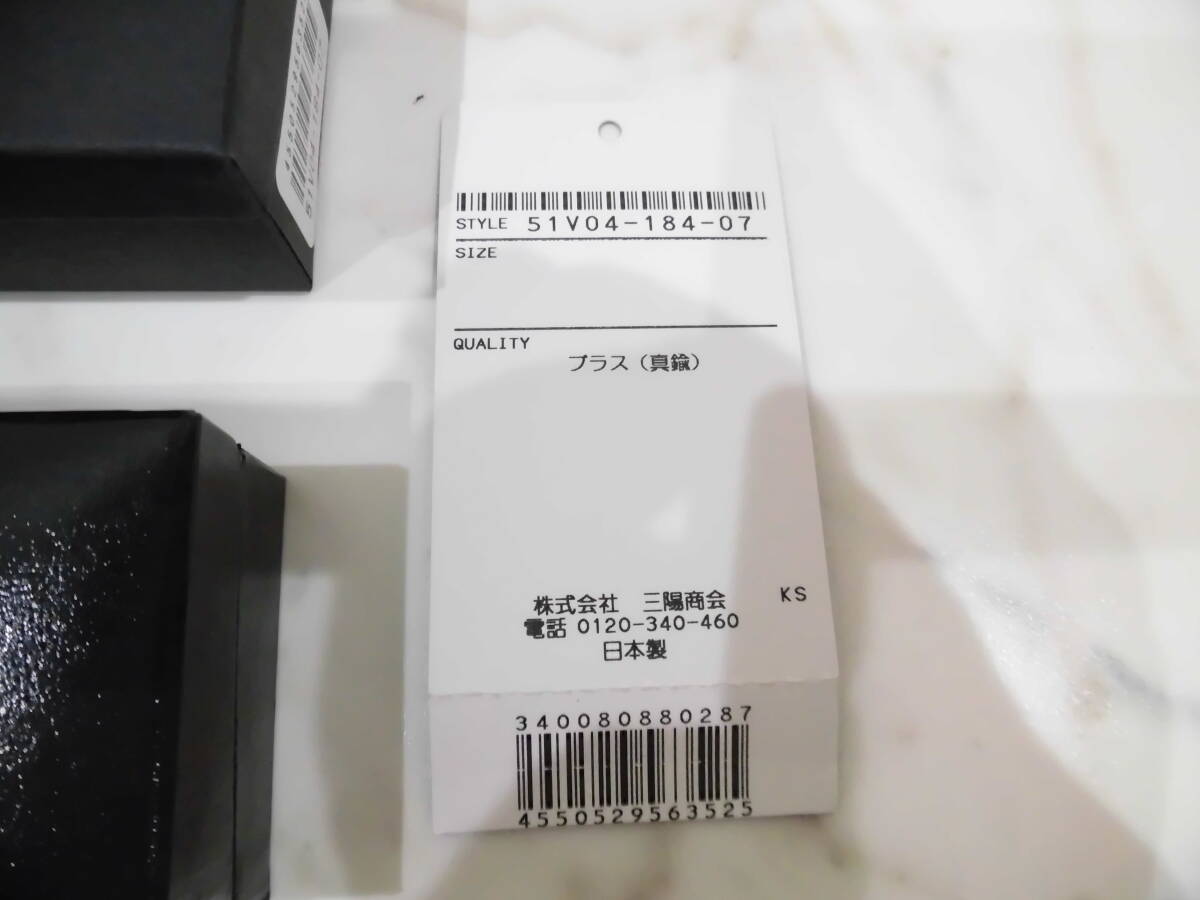 STYLE 51V04-184-07
SIZE
QUALITY
ブラス（真鍮）
株式会社　三陽商会
KS
電話 0120-340-460
日本製
340080880287
4550529563525